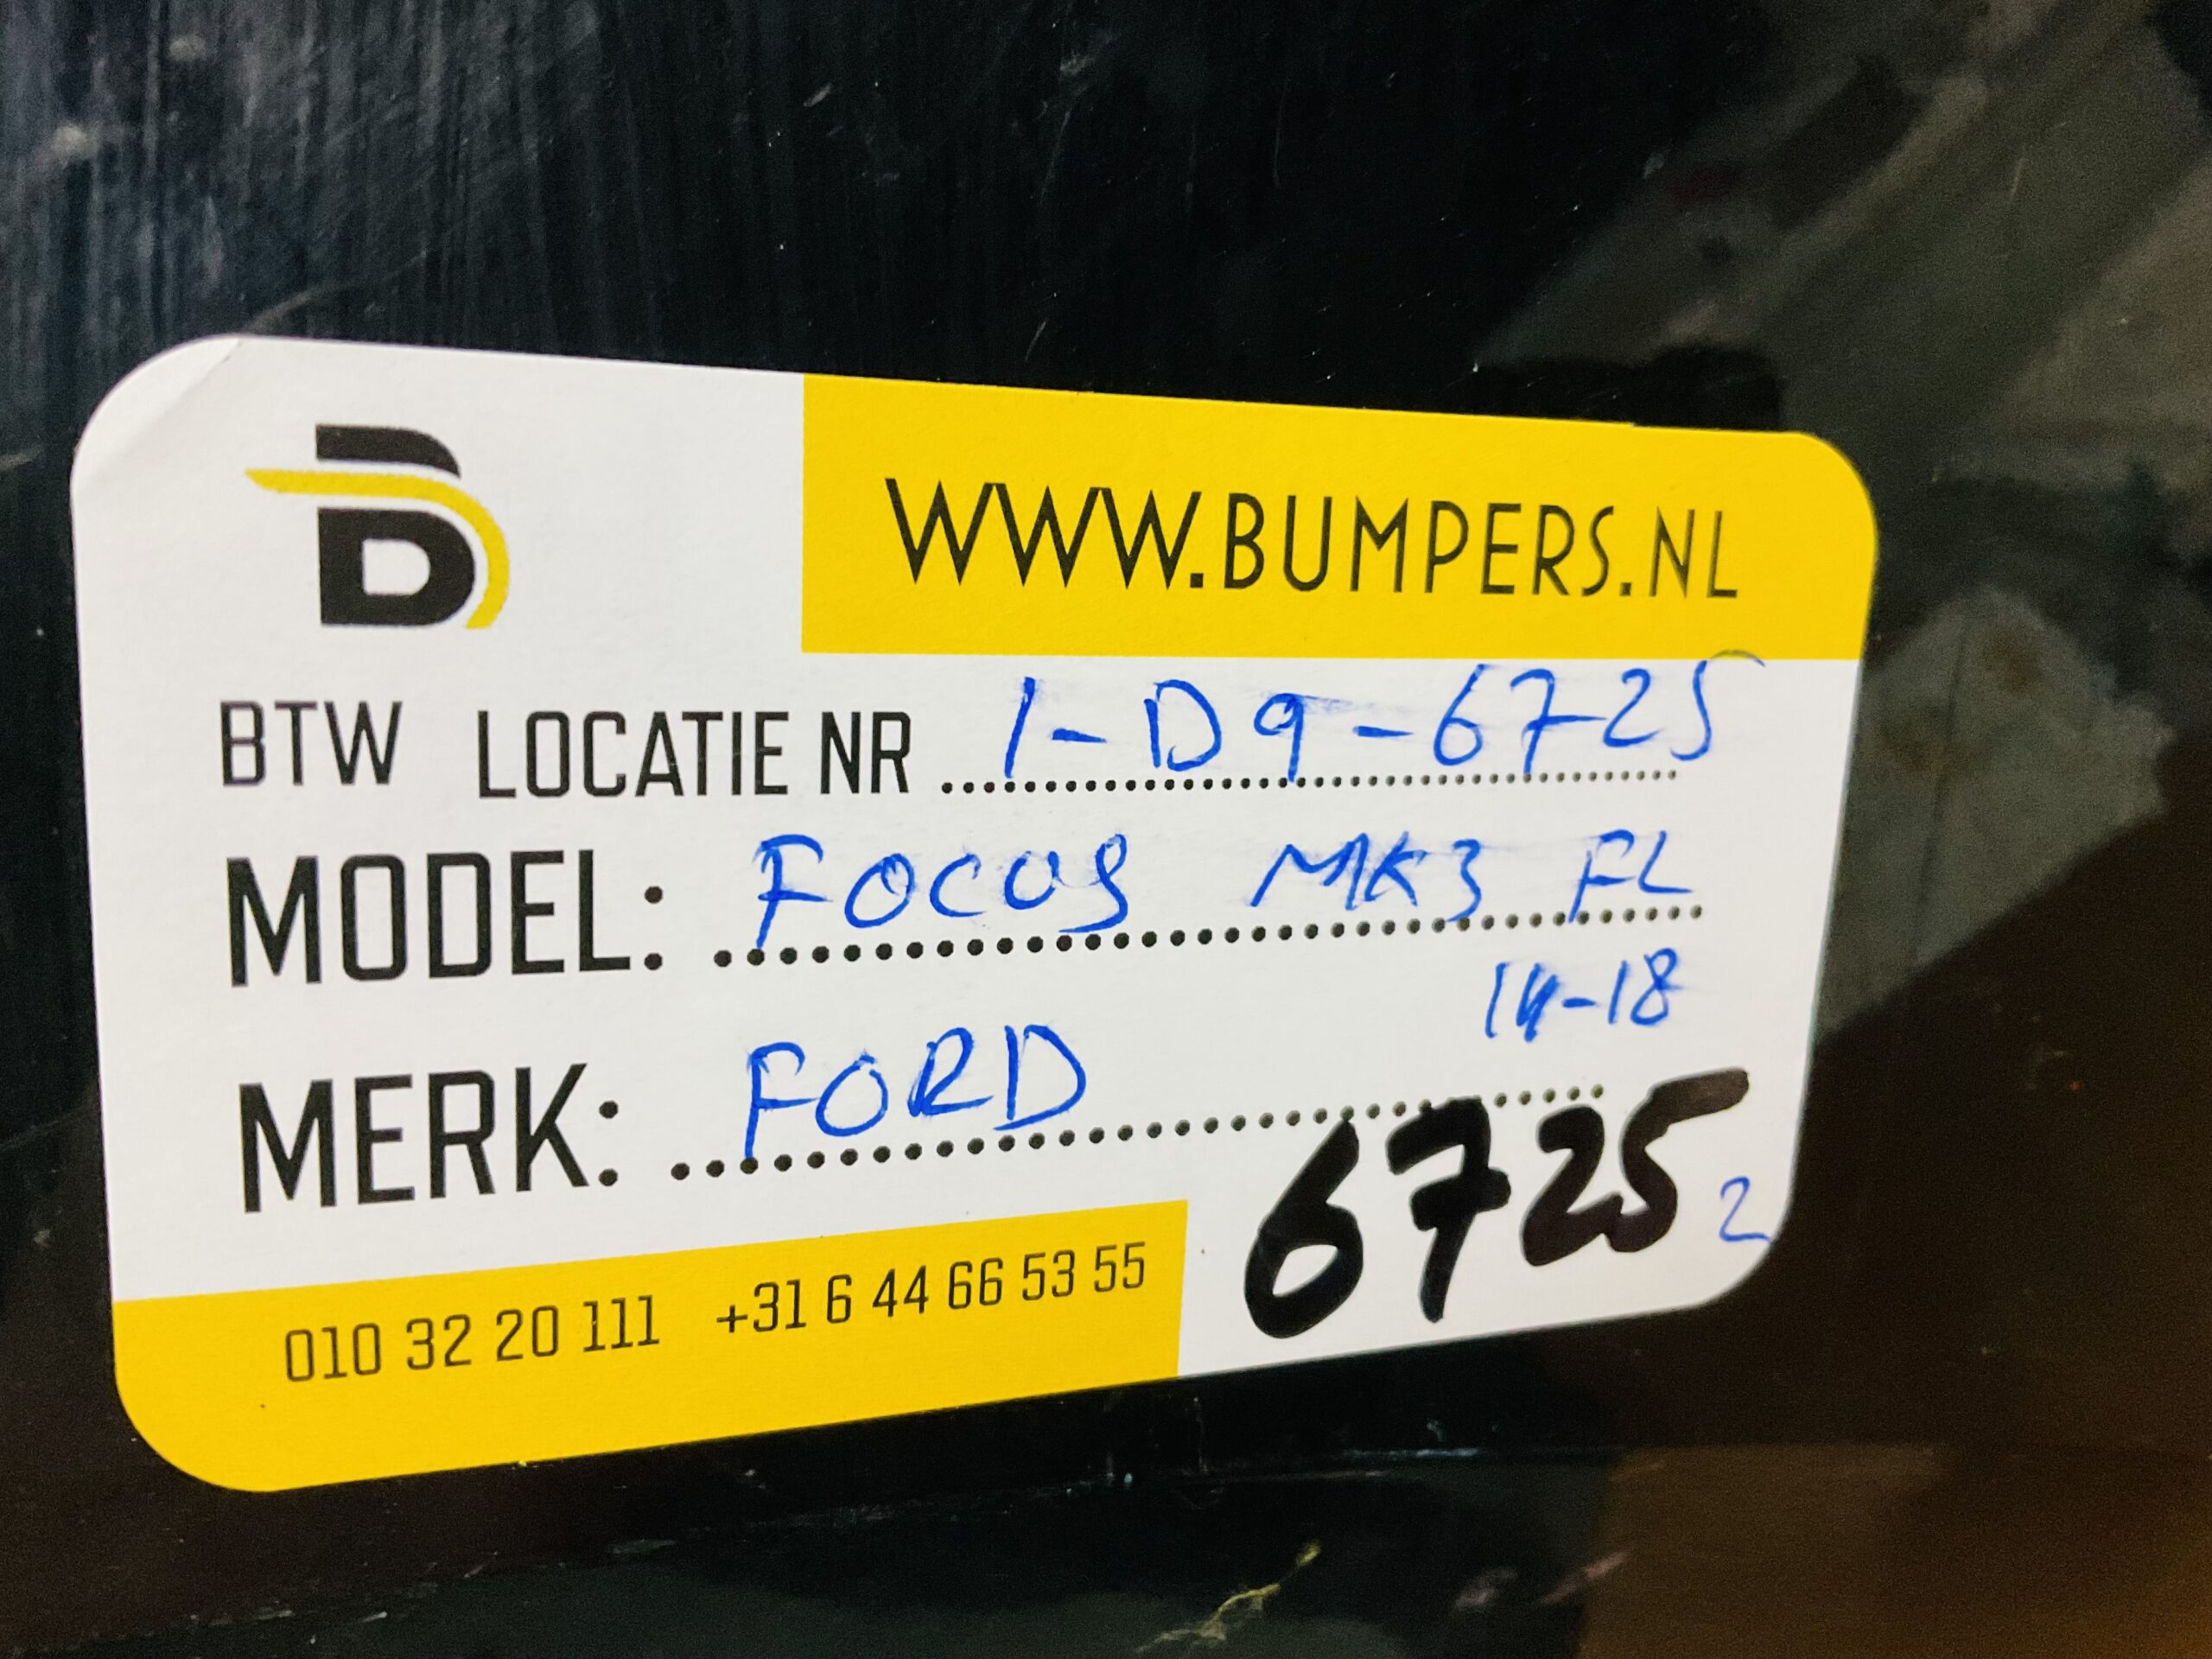 WWW.BUMPERS.NL
BTW LOCATIE NR 1-D9-6725
MODEL: FOCUS MK3 FL
14-18
MERK: FORD
6725 2
010 32 20 111 +31 6 44 66 53 55